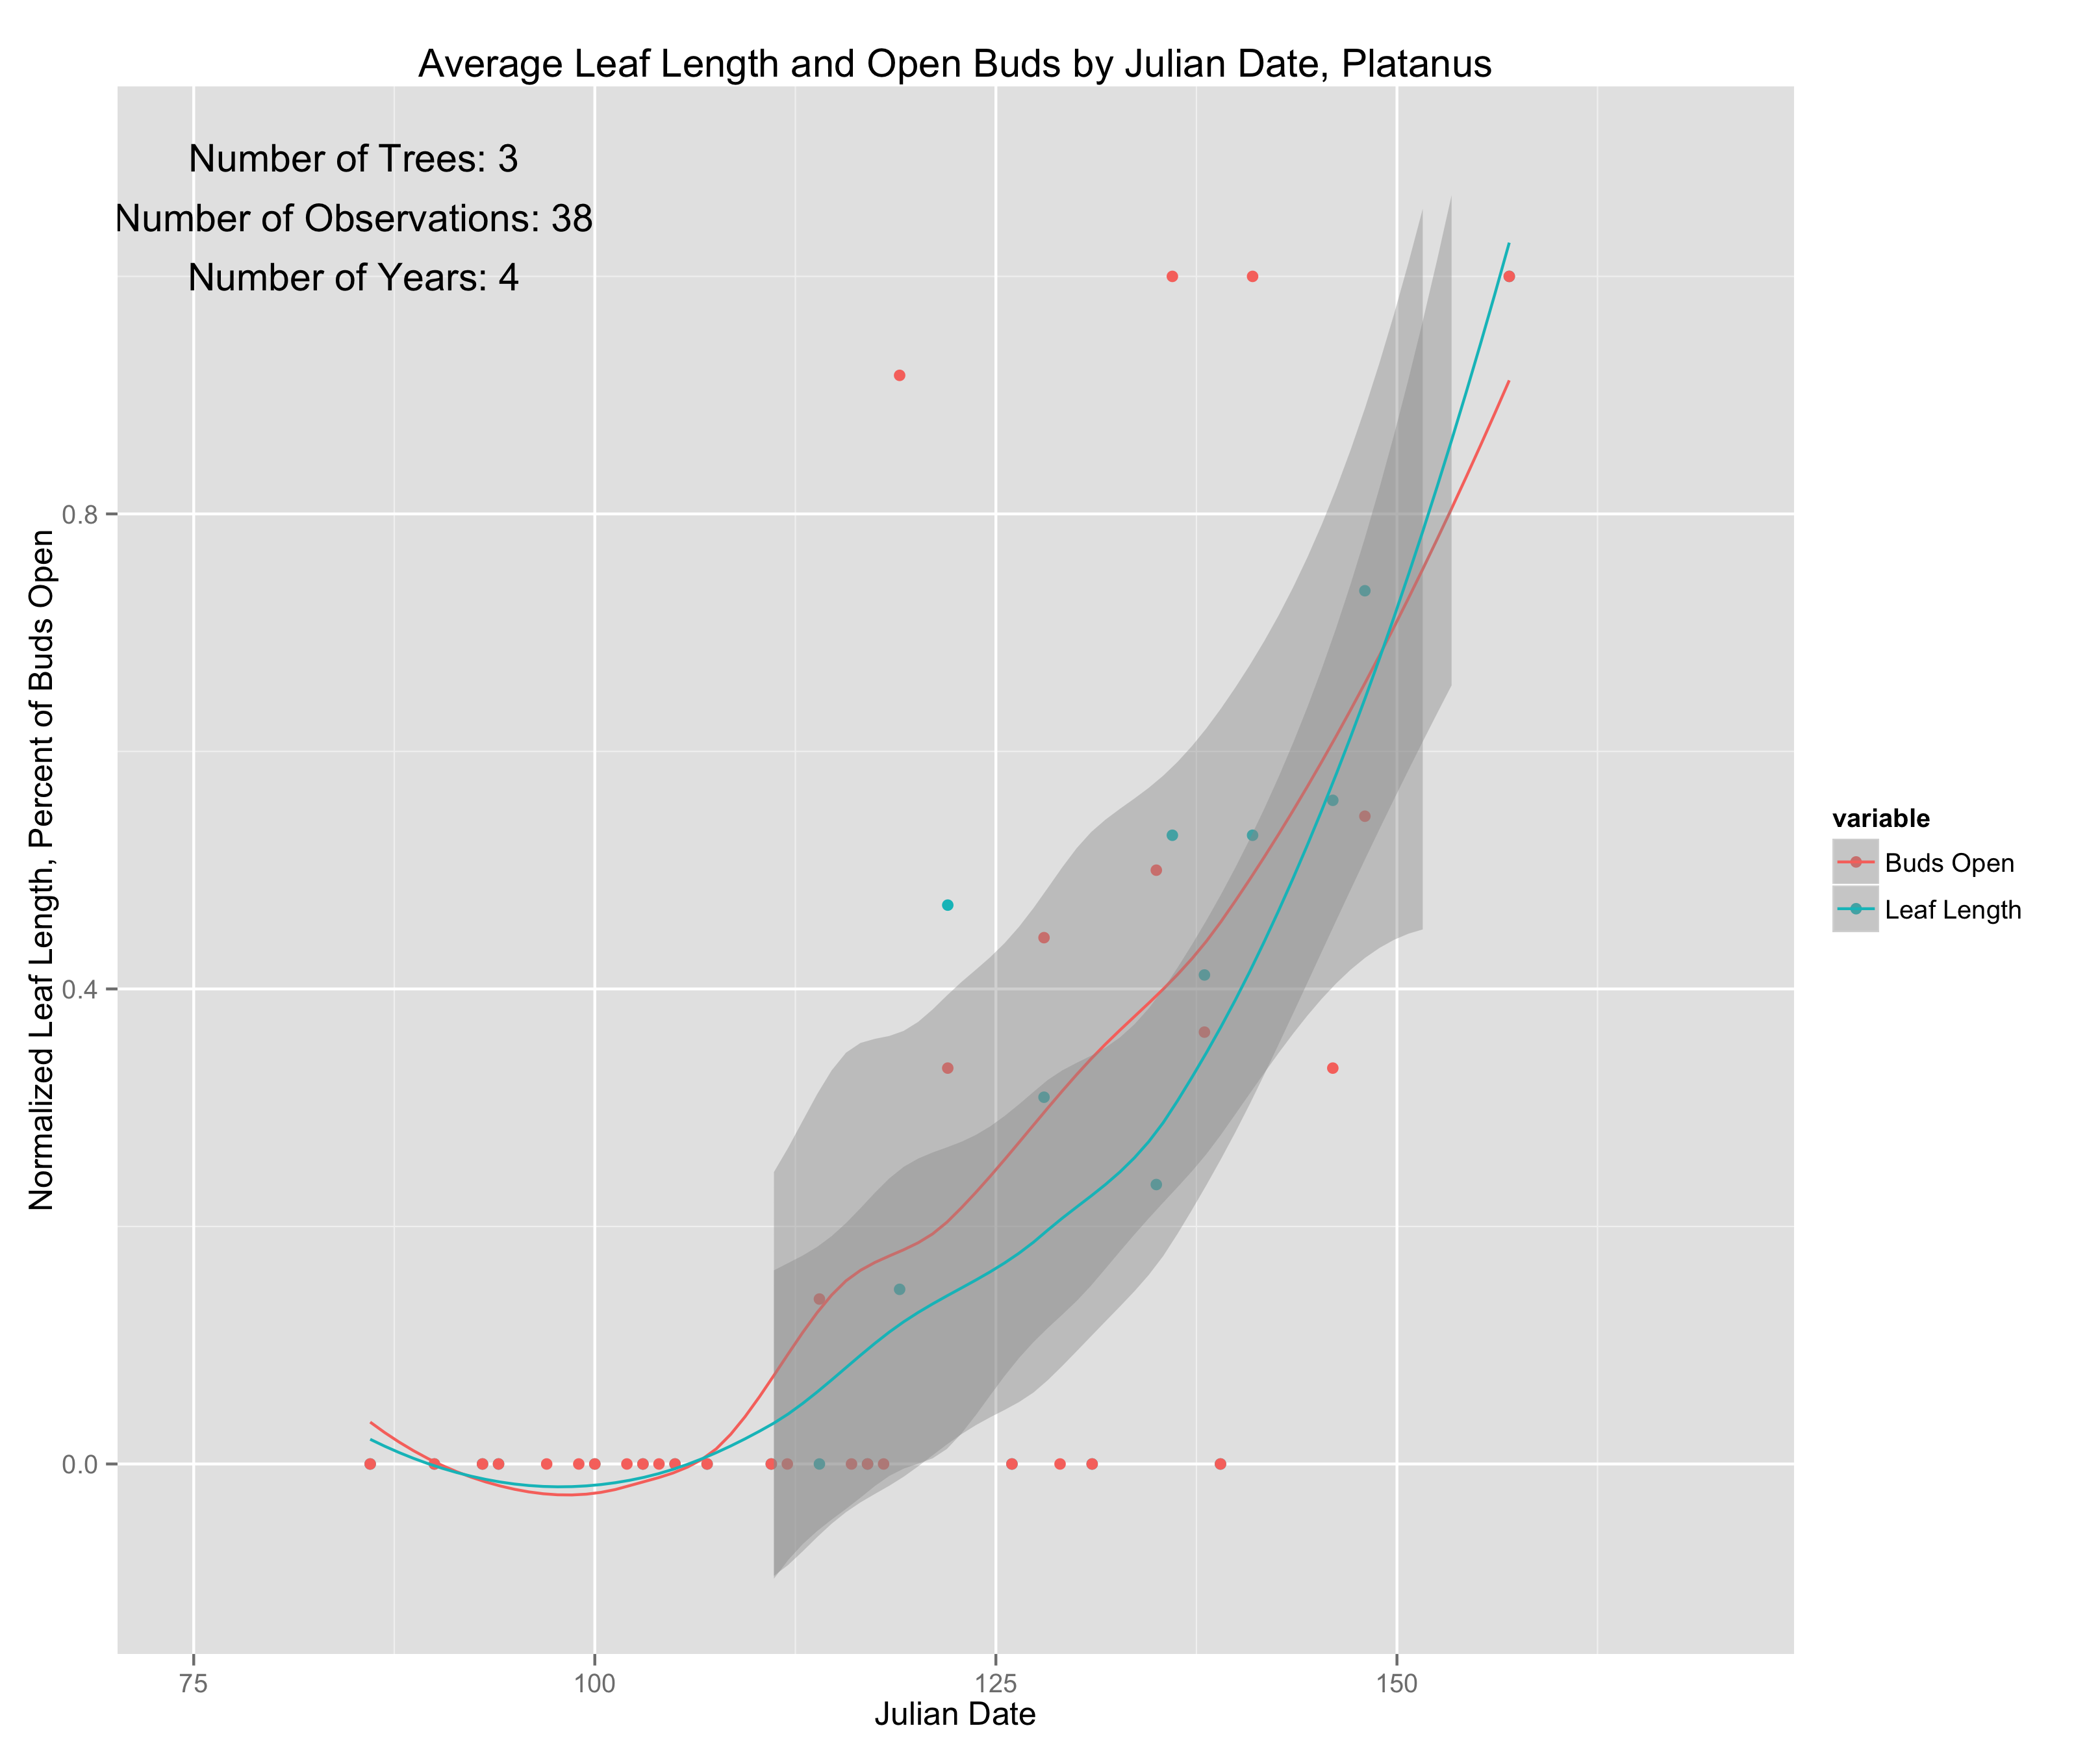 Average Leaf Length and Open Buds by Julian Date, Platanus
Number of Trees: 3
Number of Observations: 38
Number of Years: 4
Normalized Leaf Length, Percent of Buds Open
0.8
0.4
0.0
75
100
125
150
Julian Date
variable
Buds Open
Leaf Length